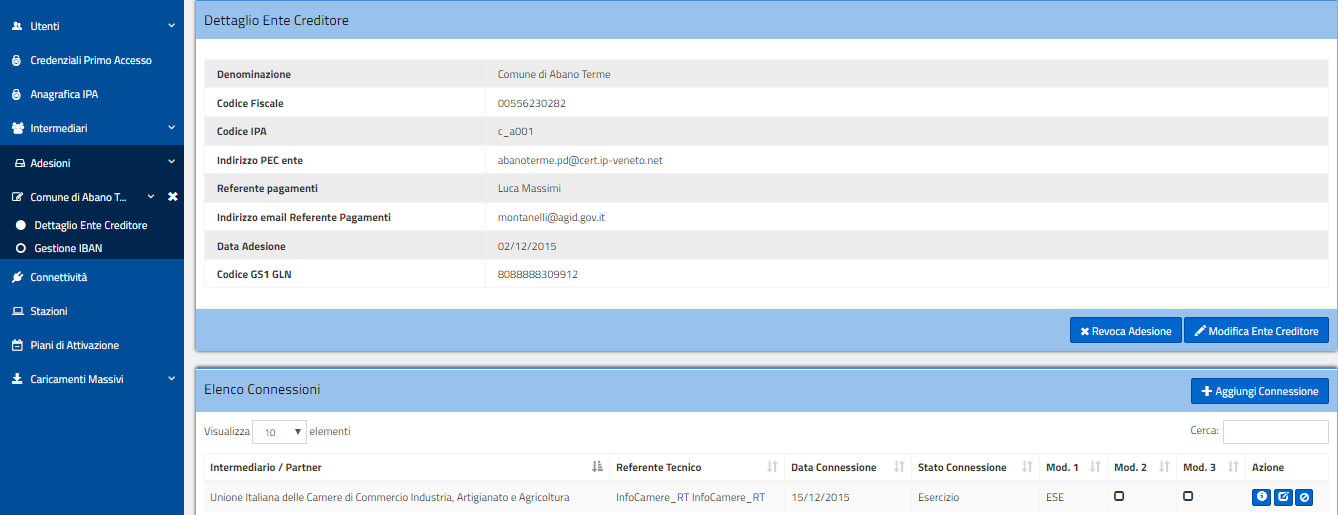 Utenti
Credenziali Primo Accesso
Anagrafica IPA
Intermediari
Adesioni
Comune di Abano T...
Dettaglio Ente Creditore
Gestione IBAN
Connettività
Stazioni
Piani di Attivazione
Caricamenti Massivi
Dettaglio Ente Creditore
Denominazione Comune di Abano Terme
Codice Fiscale 00556230282
Codice IPA c_a001
Indirizzo PEC ente abanoterme.pd@cert.ip-veneto.net
Referente pagamenti Luca Massimi
Indirizzo email Referente Pagamenti montanelli@agid.gov.it
Data Adesione 02/12/2015
Codice GS1 GLN 8088888309912
Revoca Adesione Modifica Ente Creditore
Elenco Connessioni Aggiungi Connessione
Visualizza 10 elementi Cerca:
Intermediario / Partner Referente Tecnico Data Connessione Stato Connessione Mod. 1 Mod. 2 Mod. 3 Azione
Unione Italiana delle Camere di Commercio Industria, Artigianato e Agricoltura InfoCamere_RT InfoCamere_RT 15/12/2015 Esercizio ESE